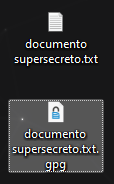 documento
supersecreto.txt
documento
supersecreto.txt.
gpg